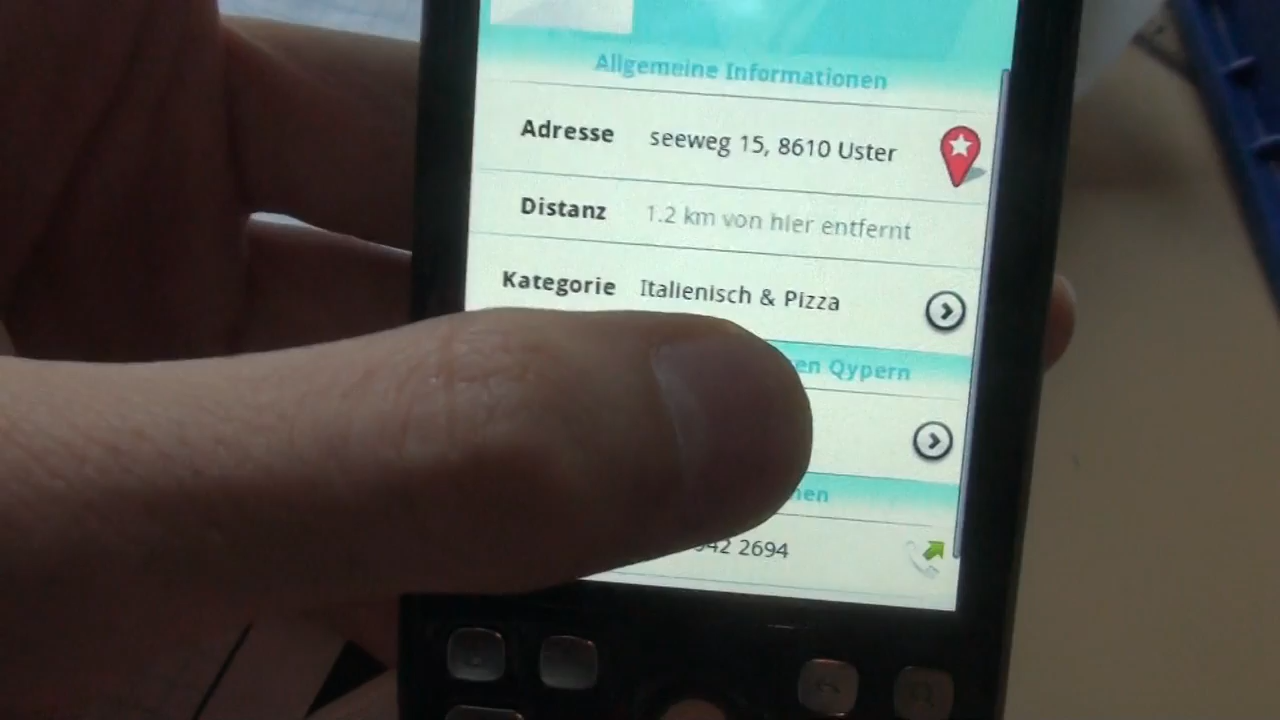 Allgemeine Informationen
Adresse seeweg 15, 8610 Uster
Distanz 1.2 km von hier entfernt
Kategorie Italienisch & Pizza
Qypern
2694